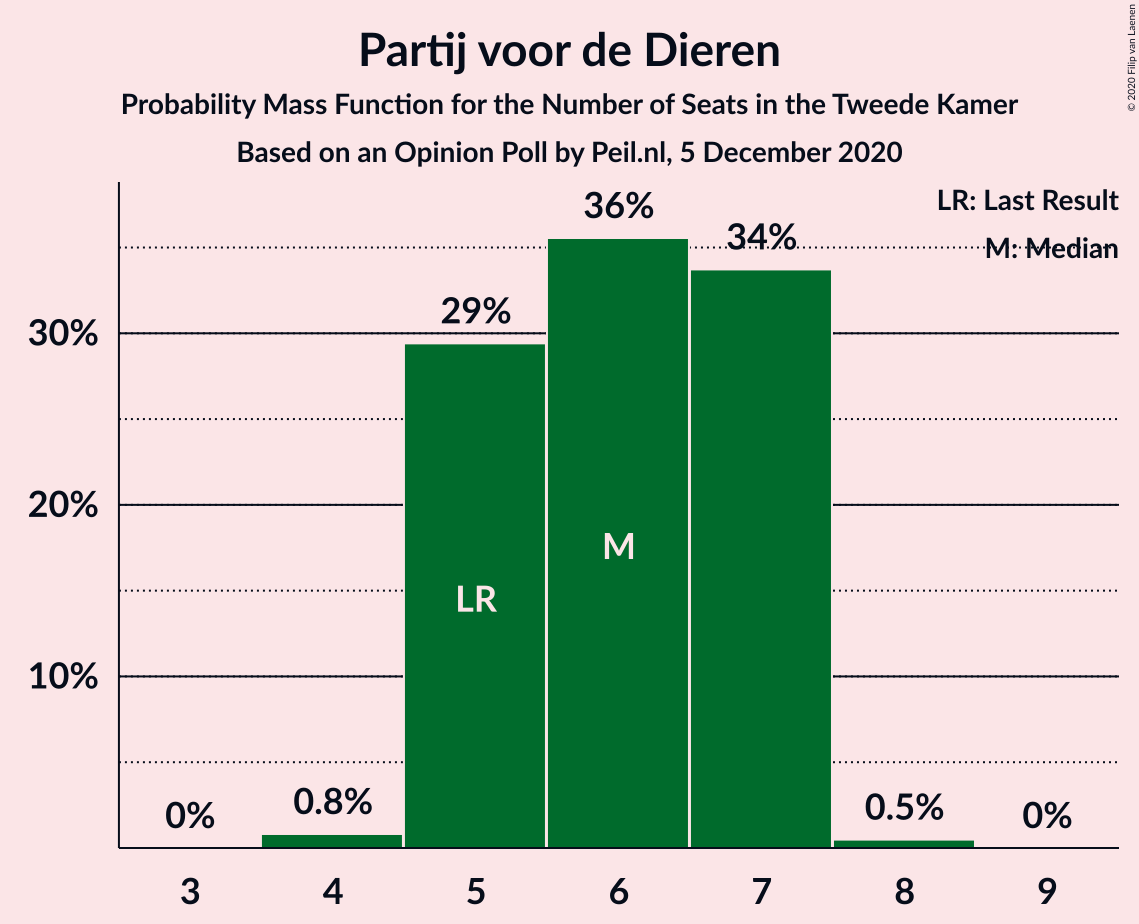 Partij voor de Dieren
Probability Mass Function for the Number of Seats in the Tweede Kamer
Based on an Opinion Poll by Peil.nl, 5 December 2020
© 2020 Filip van Laenen
LR: Last Result
M: Median
36%
34%
29%
30%
20%
10%
M
LR
0%
0.8%
0.5%
0%
3 4 5 6 7 8 9